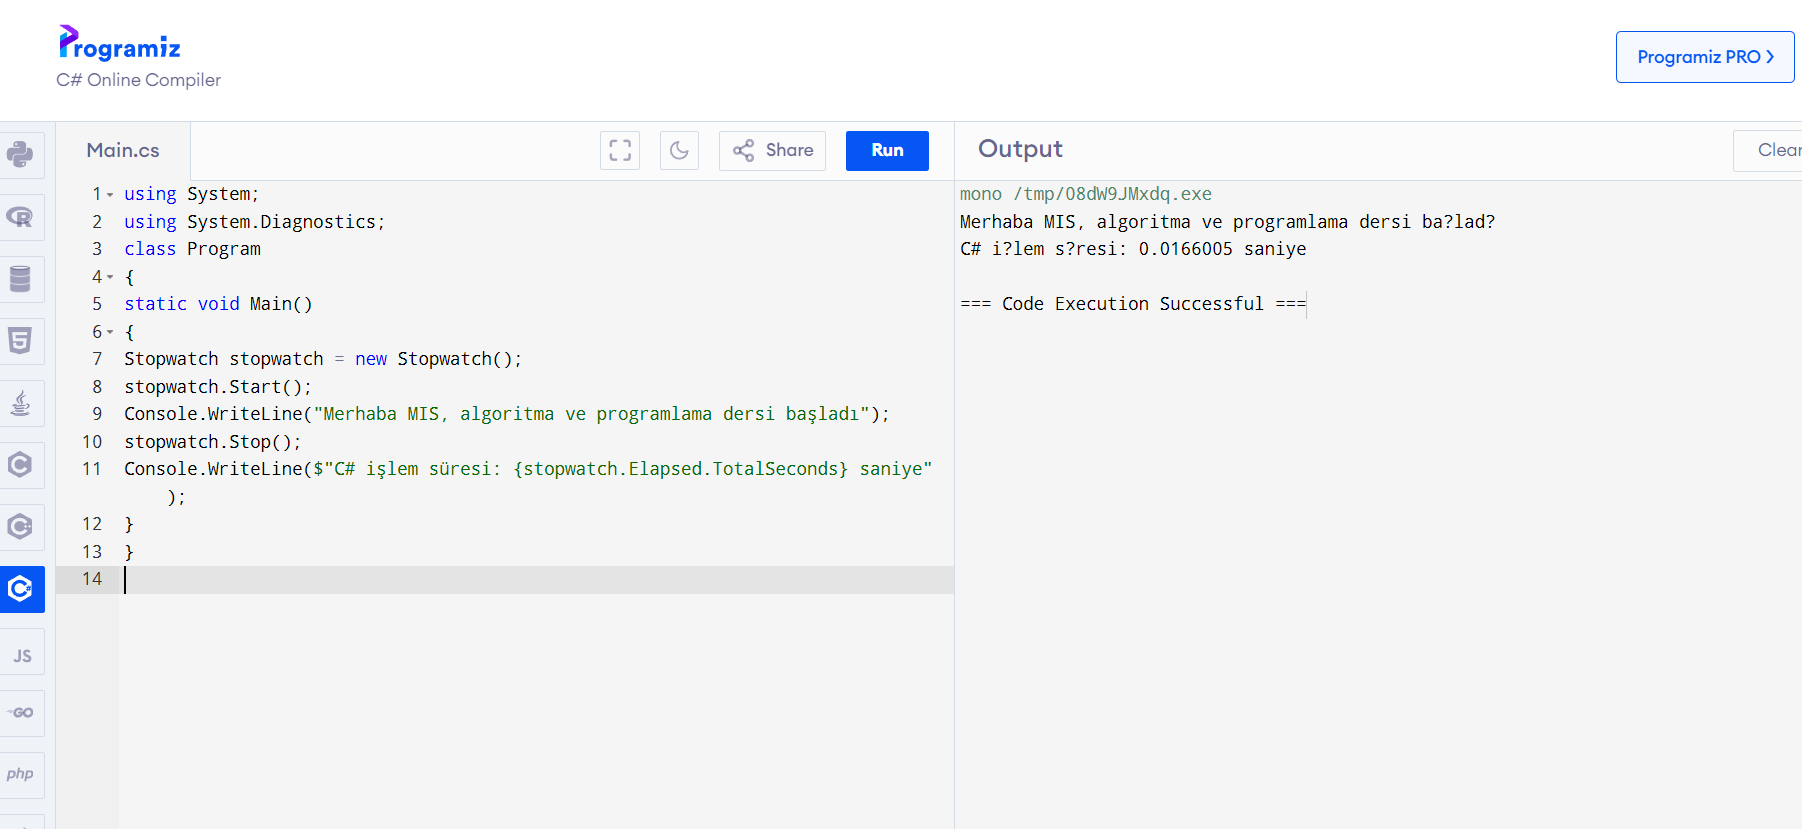 Programiz
C# Online Compiler
Programiz PRO
Main.cs
Share
Run
Output
Clear
1 using System;
2 using System.Diagnostics;
3 class Program
4 {
5 static void Main()
6 {
7 Stopwatch stopwatch = new Stopwatch();
8 stopwatch.Start();
9 Console.WriteLine("Merhaba MIS, algoritma ve programlama dersi başladı");
10 stopwatch.Stop();
11 Console.WriteLine($"C# işlem süresi: {stopwatch.Elapsed.TotalSeconds} saniye"
);
12 }
13 }
14
mono /tmp/O8dW9JMxdq.exe
Merhaba MIS, algoritma ve programlama dersi ba?lad?
C# i?lem s?resi: 0.0166005 saniye
=== Code Execution Successful ===
R
5
C
C++
C#
JS
GO
php